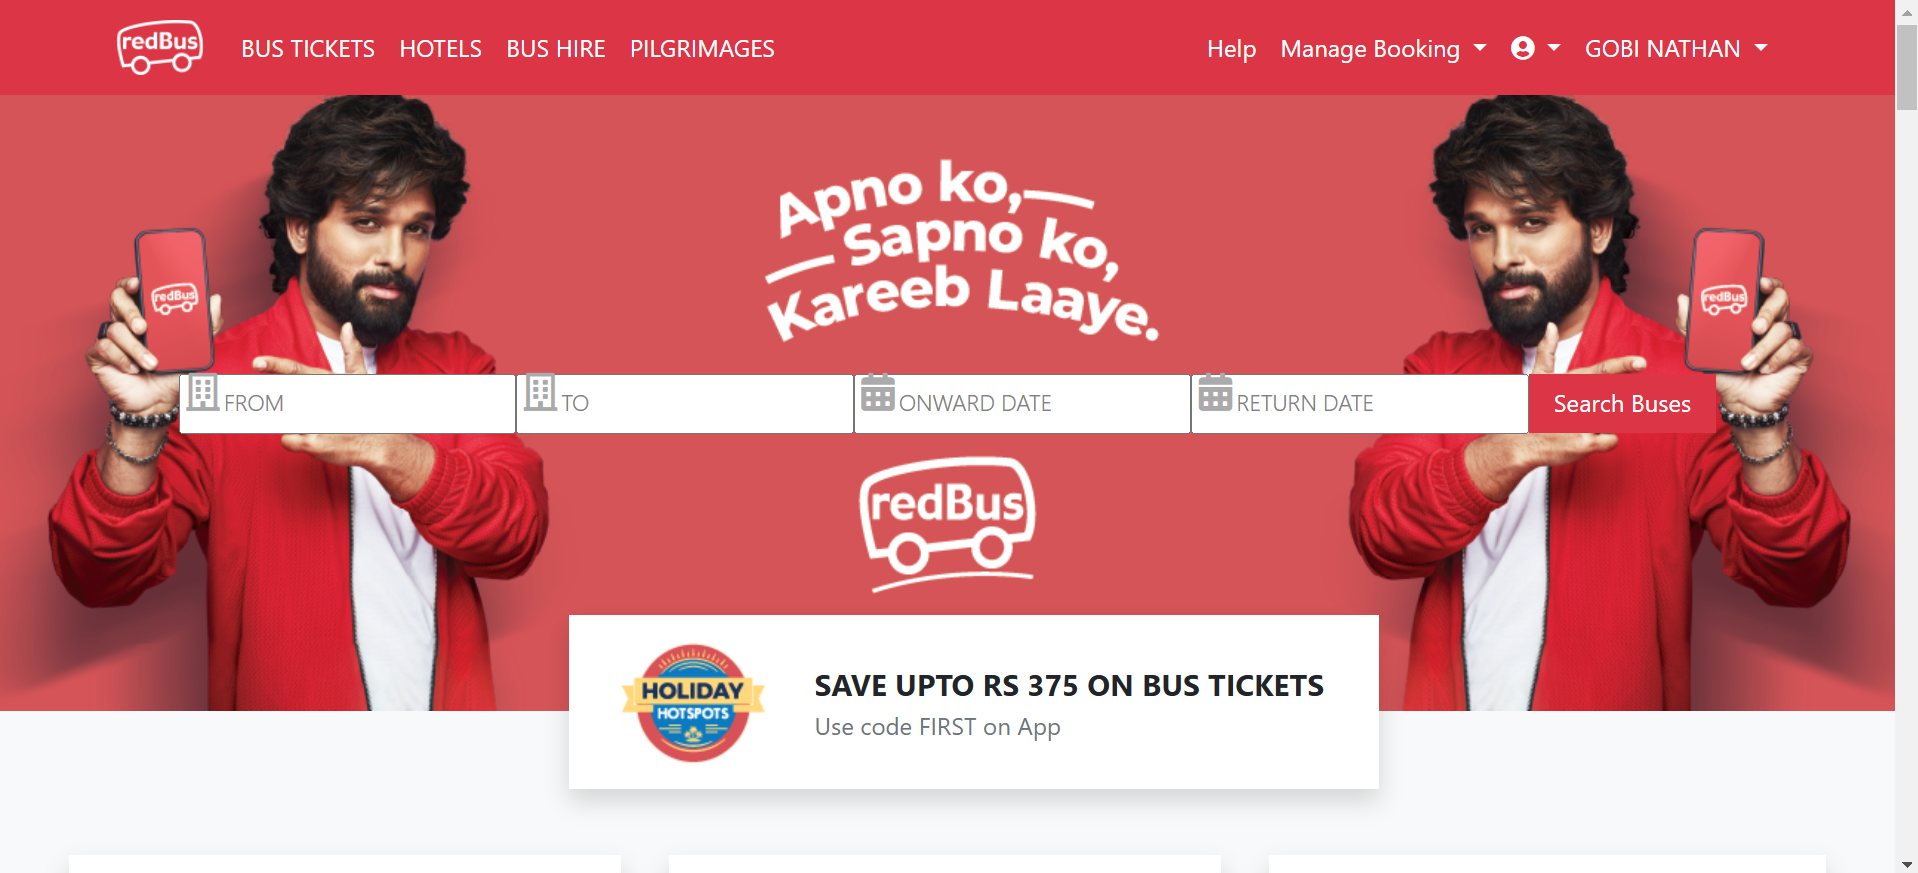 redBus
BUS TICKETS
HOTELS
BUS HIRE
PILGRIMAGES
Help
Manage Booking
GOBI NATHAN
Apno ko,
Sapno ko,
Kareeb Laaye.
redBus
redBus
FROM
TO
ONWARD DATE
RETURN DATE
Search Buses
redBus
HOLIDAY
HOTSPOTS
SAVE UPTO RS 375 ON BUS TICKETS
Use code FIRST on App